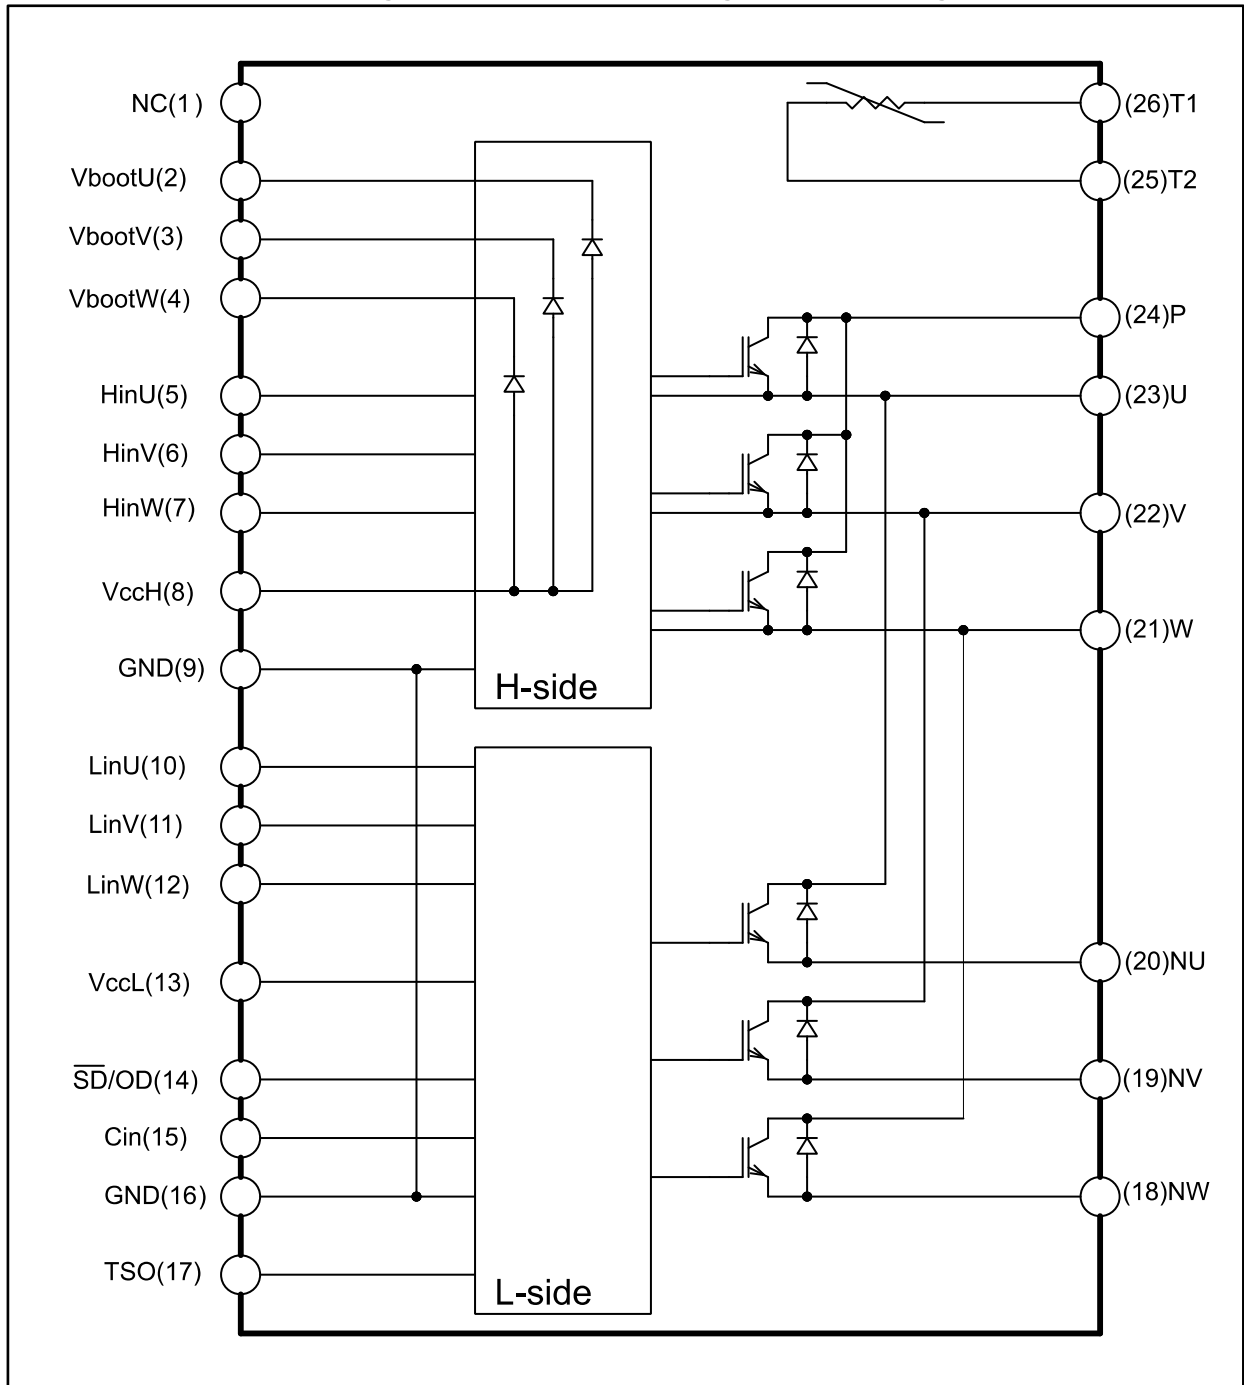 NC(1)
VbootU(2)
VbootV(3)
VbootW(4)
HinU(5)
HinV(6)
HinW(7)
VccH(8)
GND(9)
LinU(10)
LinV(11)
LinW(12)
VccL(13)
S̅D̅/OD(14)
Cin(15)
GND(16)
TSO(17)
H-side
L-side
(26)T1
(25)T2
(24)P
(23)U
(22)V
(21)W
(20)NU
(19)NV
(18)NW